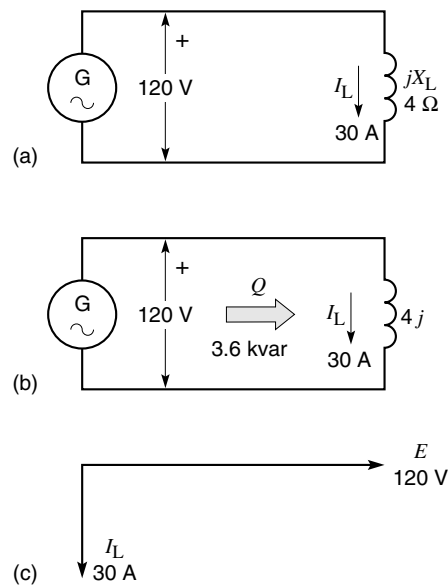 G
+
120 V
I_L
jX_L
4 Ω
30 A
(a)
G
+
Q
120 V
I_L
4 j
3.6 kvar
30 A
(b)
E
120 V
I_L
30 A
(c)